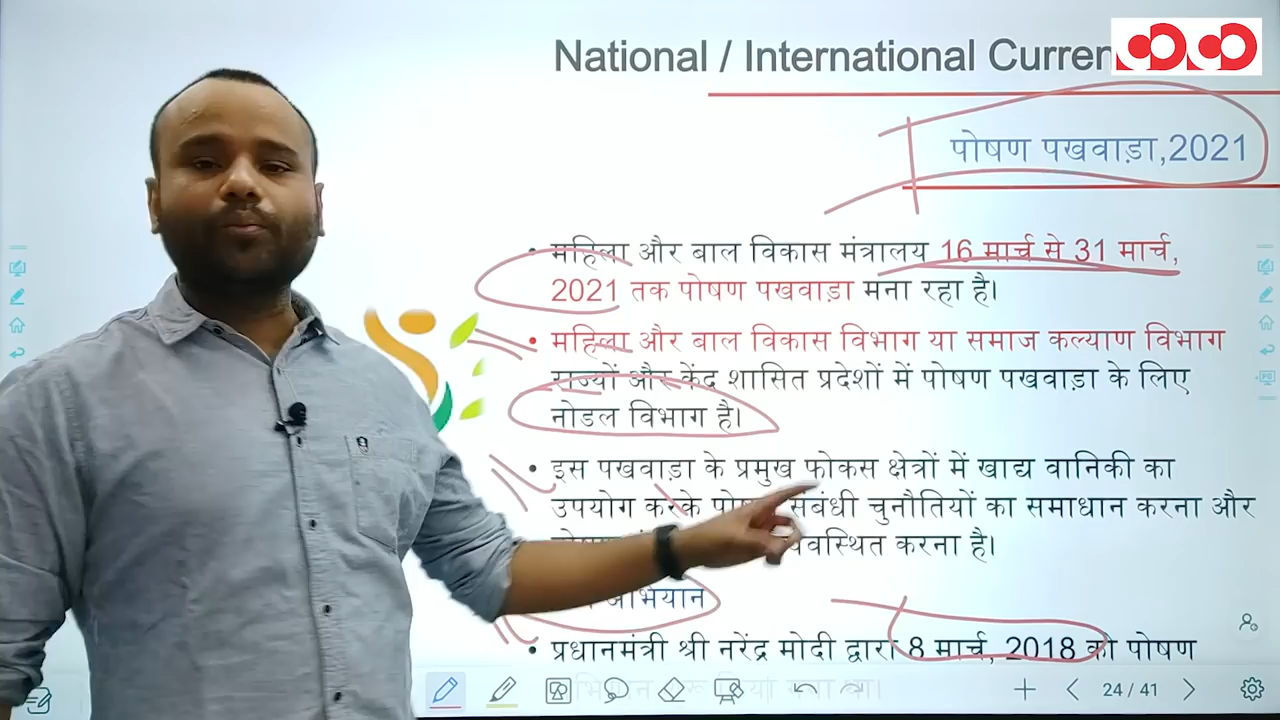 National / International Curren
पोषण पखवाड़ा,2021
• महिला और बाल विकास मंत्रालय 16 मार्च से 31 मार्च,
2021 तक पोषण पखवाड़ा मना रहा है।
• महिला और बाल विकास विभाग या समाज कल्याण विभाग
राज्यों और केंद्र शासित प्रदेशों में पोषण पखवाड़ा के लिए
नोडल विभाग है।
• इस पखवाड़ा के प्रमुख फोकस क्षेत्रों में खाद्य वानिकी का
उपयोग करके संबंधी चुनौतियों का समाधान करना और
करना है।
अभियान
• प्रधानमंत्री श्री नरेंद्र मोदी द्वारा 8 मार्च, 2018 को पोषण
24 / 41